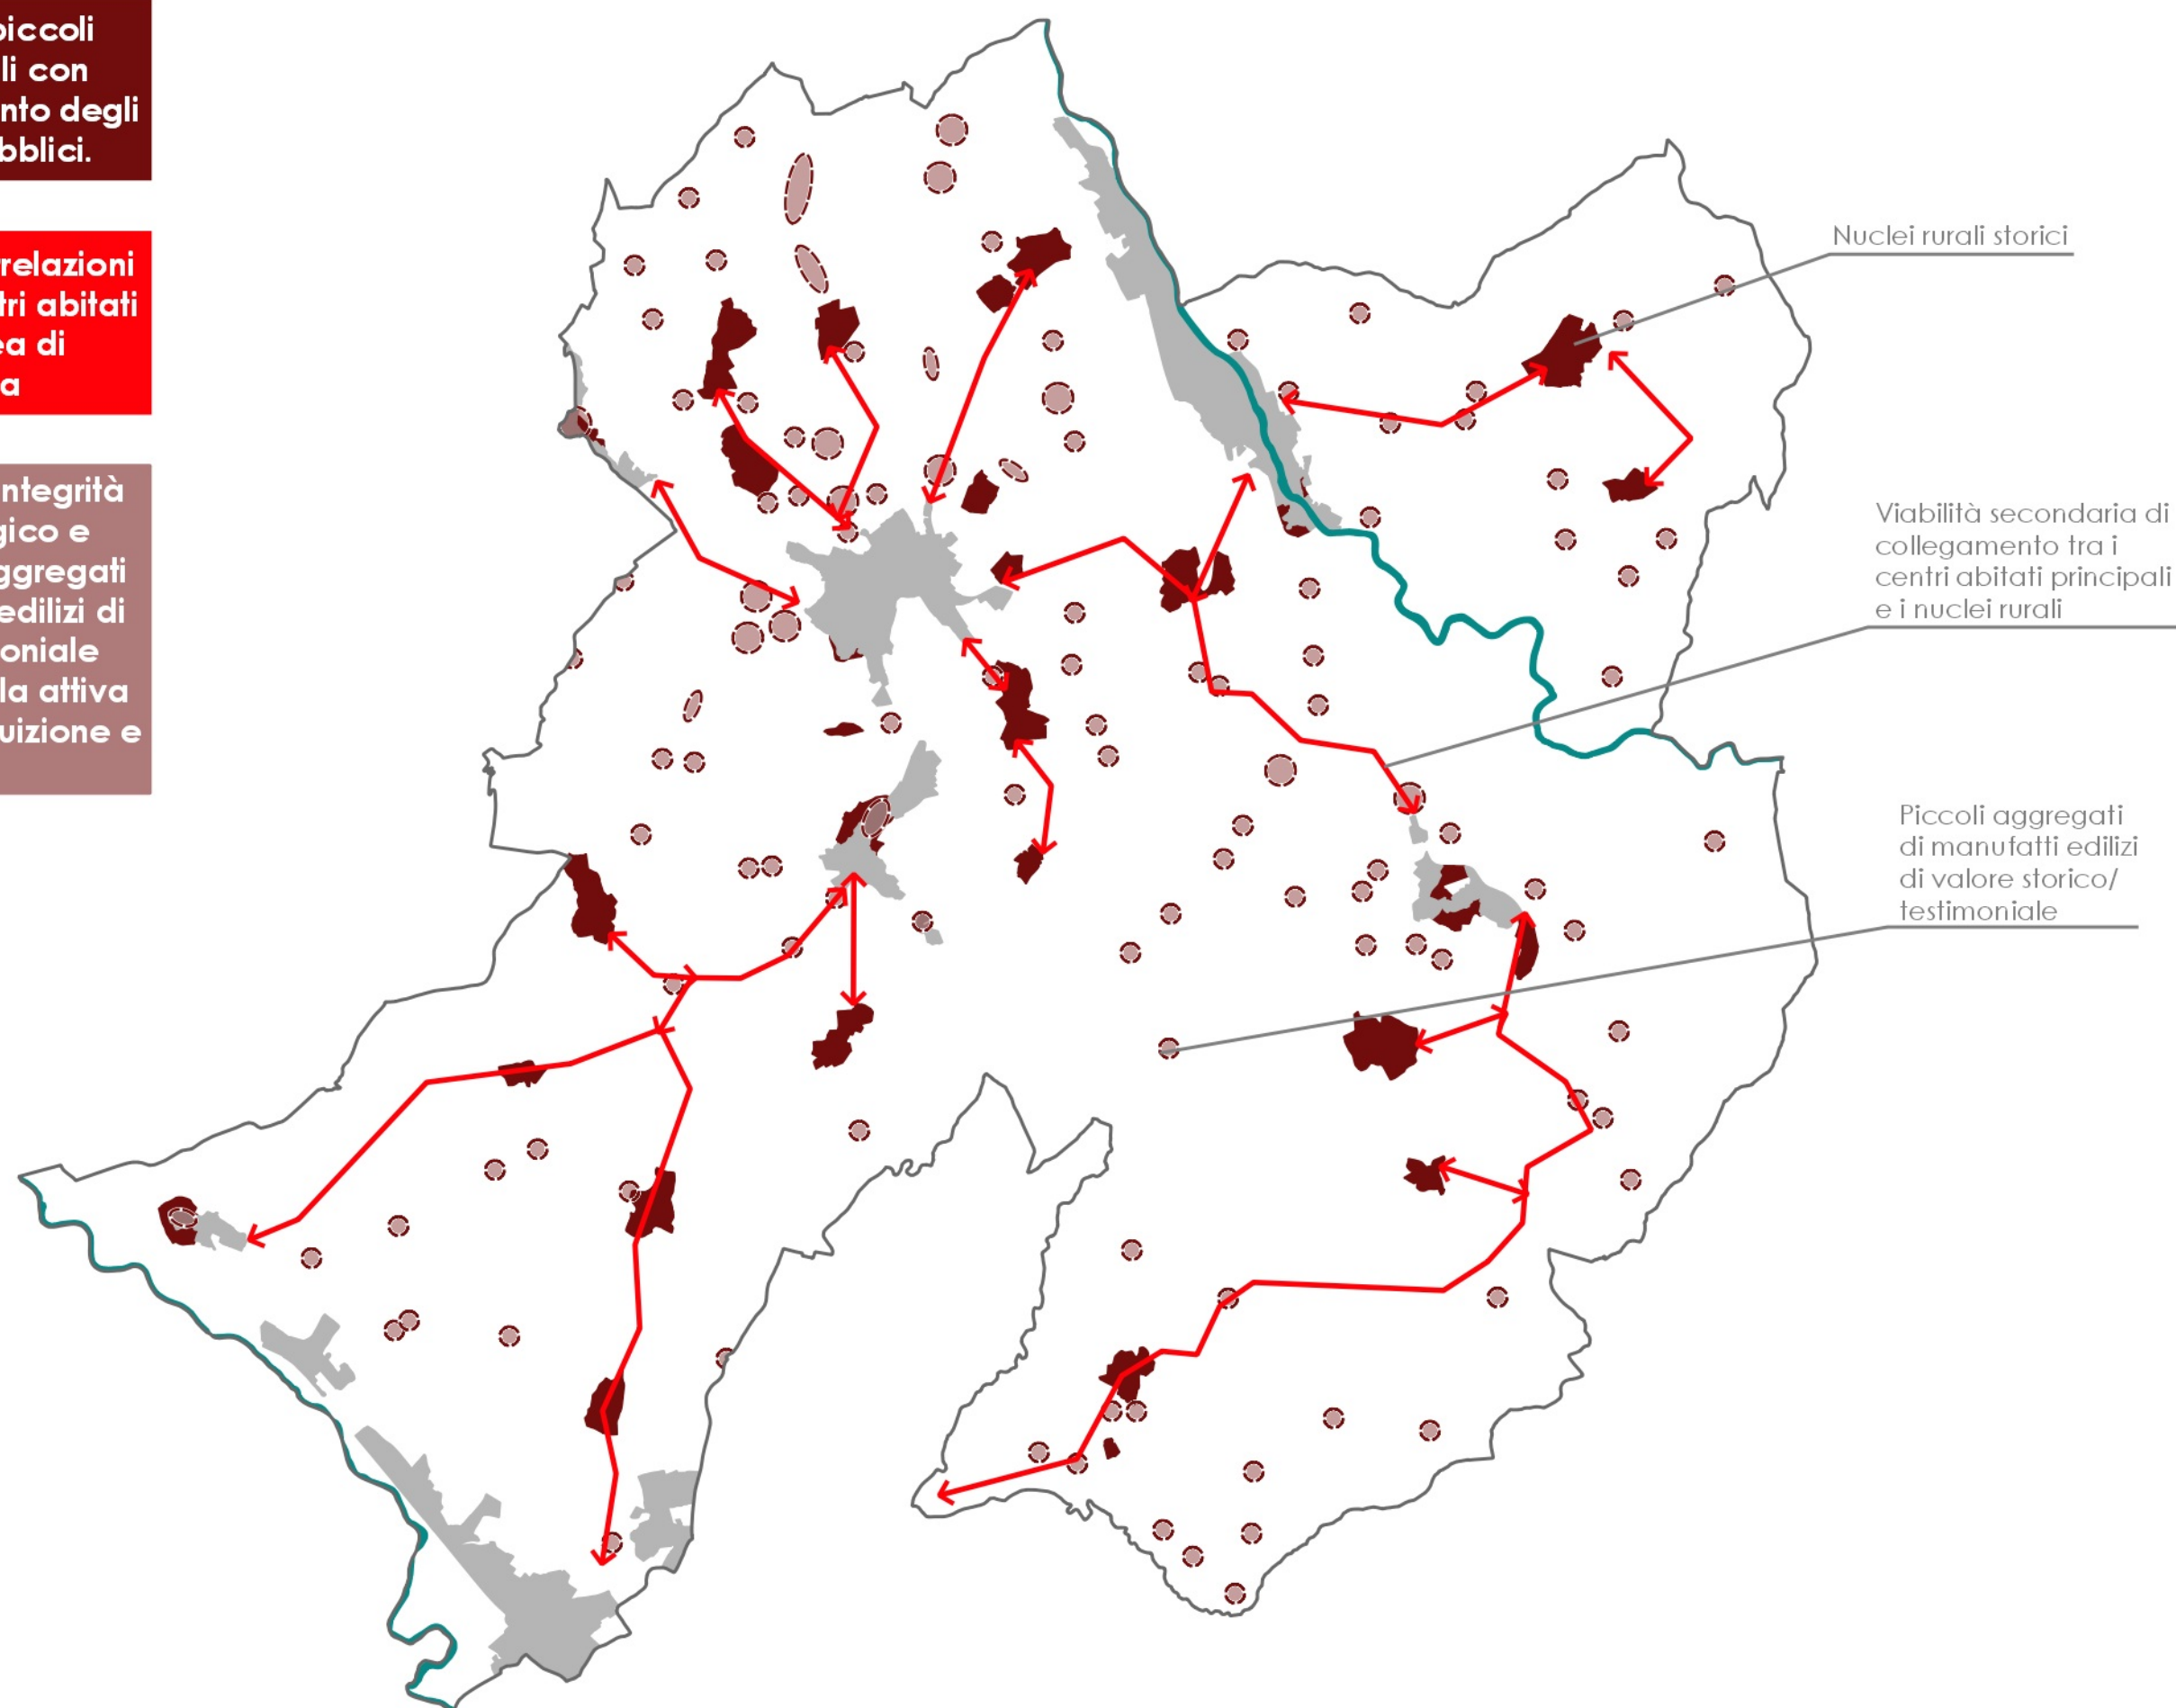 piccoli
li con
nto degli
bblici.
relazioni
tri abitati
ea di
a
ntegrità
gico e
ggregati
edilizi di
oniale
la attiva
uizione e
Nuclei rurali storici
Viabilità secondaria di
collegamento tra i
centri abitati principali
e i nuclei rurali
Piccoli aggregati
di manufatti edilizi
di valore storico/
testimoniale